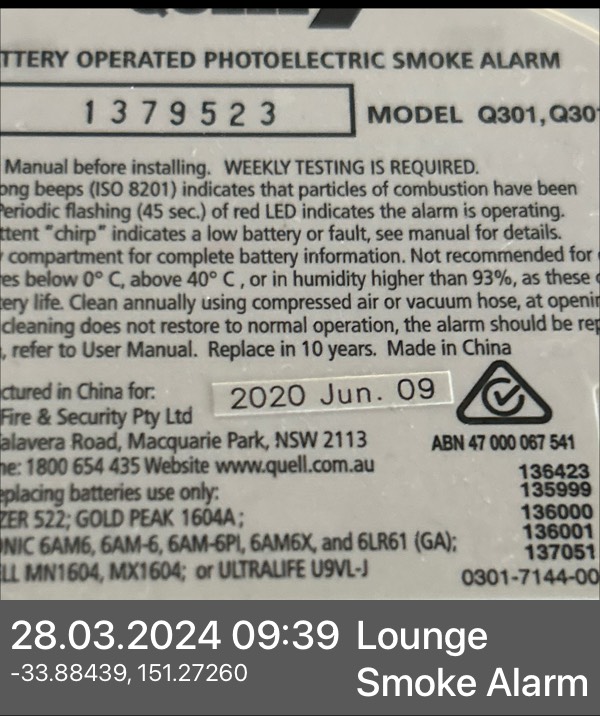 QUELL
TTERY OPERATED PHOTOELECTRIC SMOKE ALARM
1379523
MODEL Q301, Q30
Manual before installing. WEEKLY TESTING IS REQUIRED.
ong beeps (ISO 8201) indicates that particles of combustion have been
Periodic flashing (45 sec.) of red LED indicates the alarm is operating.
ttent "chirp" indicates a low battery or fault, see manual for details.
compartment for complete battery information. Not recommended for
es below 0° C, above 40° C , or in humidity higher than 93%, as these
ery life. Clean annually using compressed air or vacuum hose, at openin
cleaning does not restore to normal operation, the alarm should be rep
, refer to User Manual. Replace in 10 years. Made in China
ctured in China for:
2020 Jun. 09
Fire & Security Pty Ltd
alavera Road, Macquarie Park, NSW 2113
ABN 47 000 067 541
ne: 1800 654 435 Website www.quell.com.au
eplacing batteries use only:
ZER 522; GOLD PEAK 1604A;
ONIC 6AM6, 6AM-6, 6AM-6PI, 6AM6X, and 6LR61 (GA);
LL MN1604, MX1604; or ULTRALIFE U9VL-J
136423
135999
136000
136001
137051
0301-7144-00
28.03.2024 09:39
-33.88439, 151.27260
Lounge
Smoke Alarm